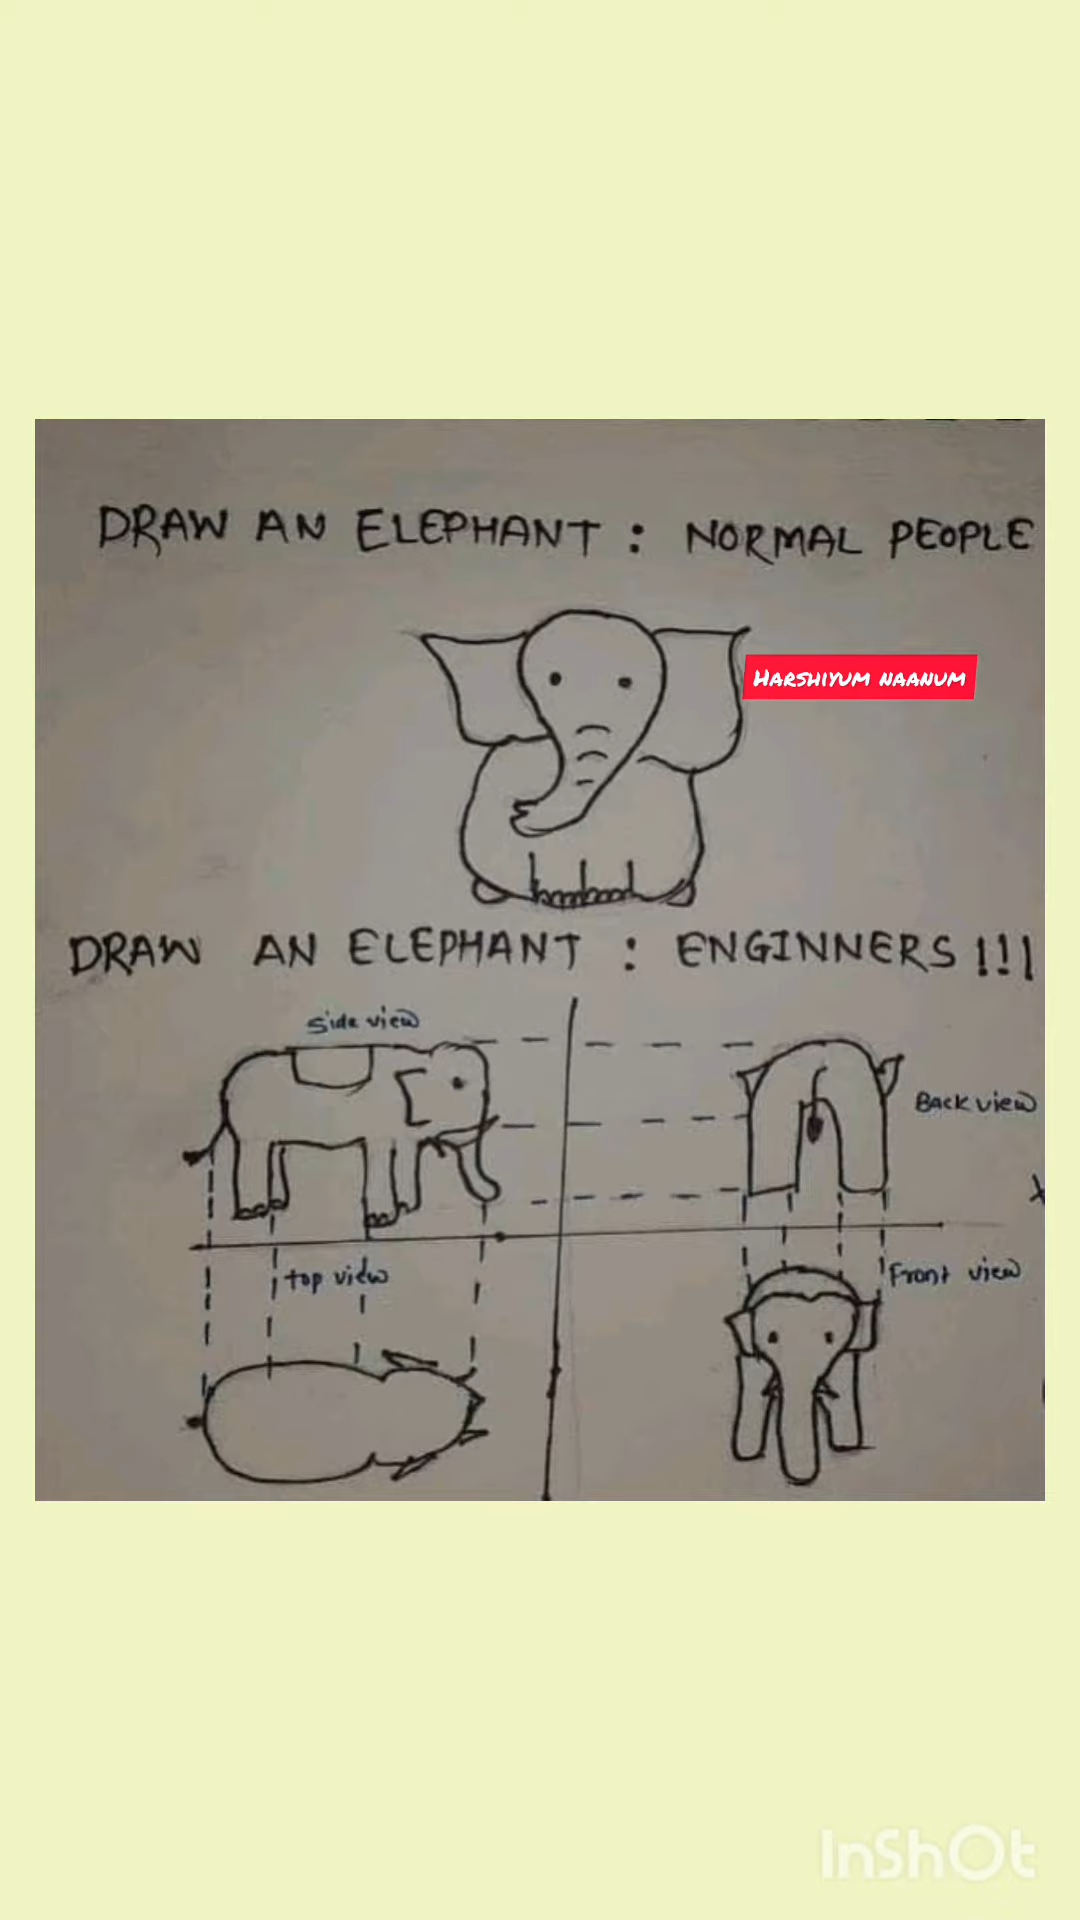 DRAW AN ELEPHANT : NORMAL PEOPLE
HARSHIYUM NAANUM
DRAW AN ELEPHANT : ENGINNERS !!!
Side view
Back view
top view
Front view
InShOt